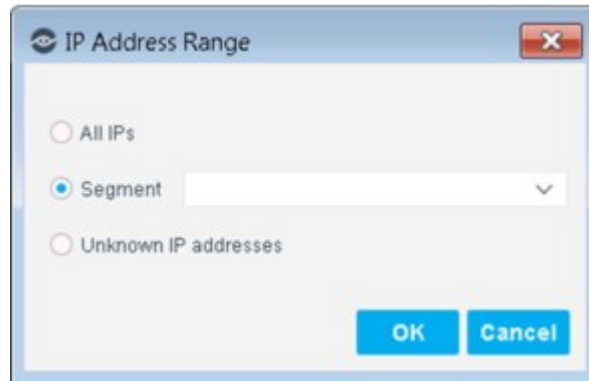 IP Address Range
All IPs
Segment
Unknown IP addresses
OK Cancel